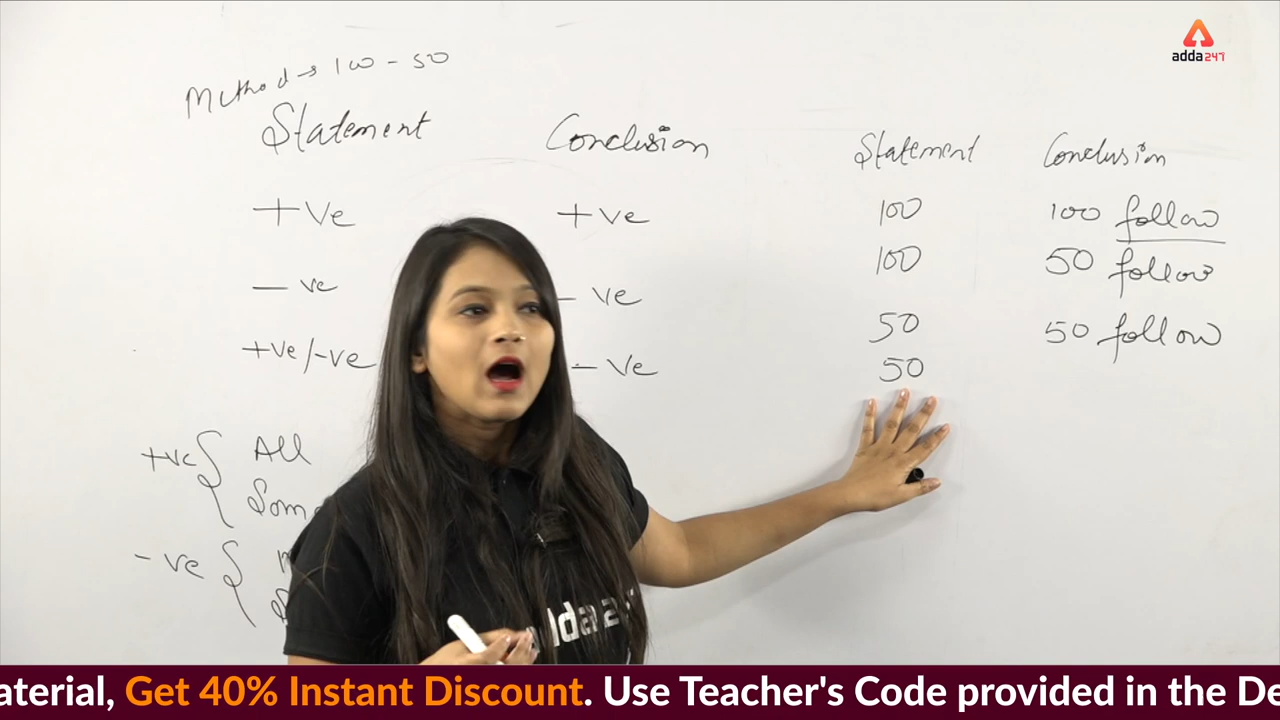 adda247
Method → 100 - 50
Statement Conclusion
+ve +ve
- ve - ve
+ve/-ve - ve
+ve { All
- ve {
Statement Conclusion
100 100 follow
100 50 follow
50 50 follow
50
adda 24
aterial, Get 40% Instant Discount. Use Teacher's Code provided in the De